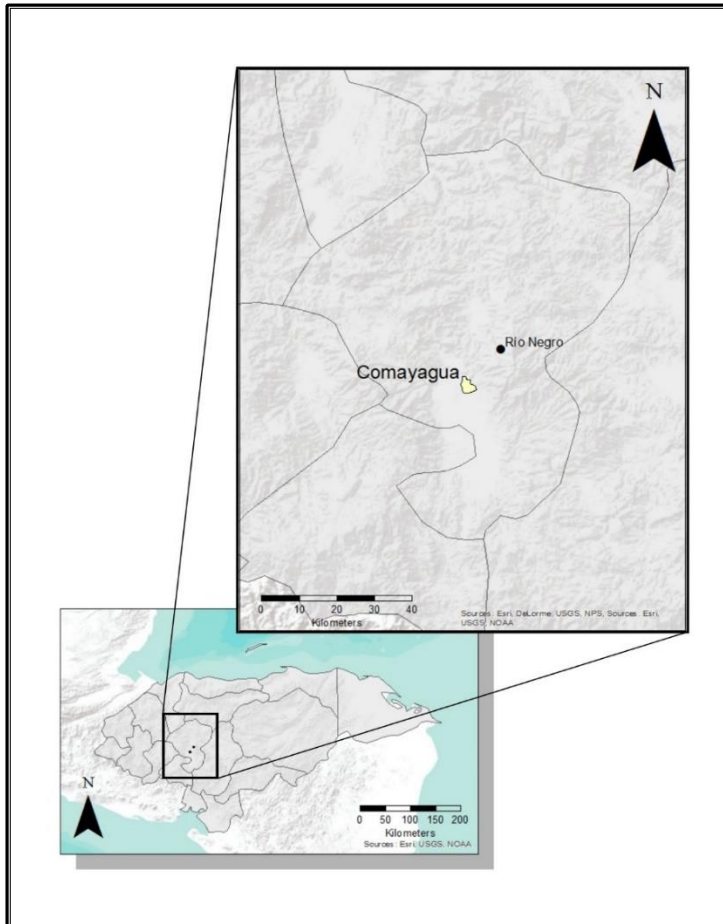 N
Río Negro
Comayagua
0 10 20 30 40
Kilometers
Sources: Esri, DeLorme, USGS, NPS, Sources: Esri,
USGS, NOAA
N
0 50 100 150 200
Kilometers
Sources: Esri, USGS, NOAA